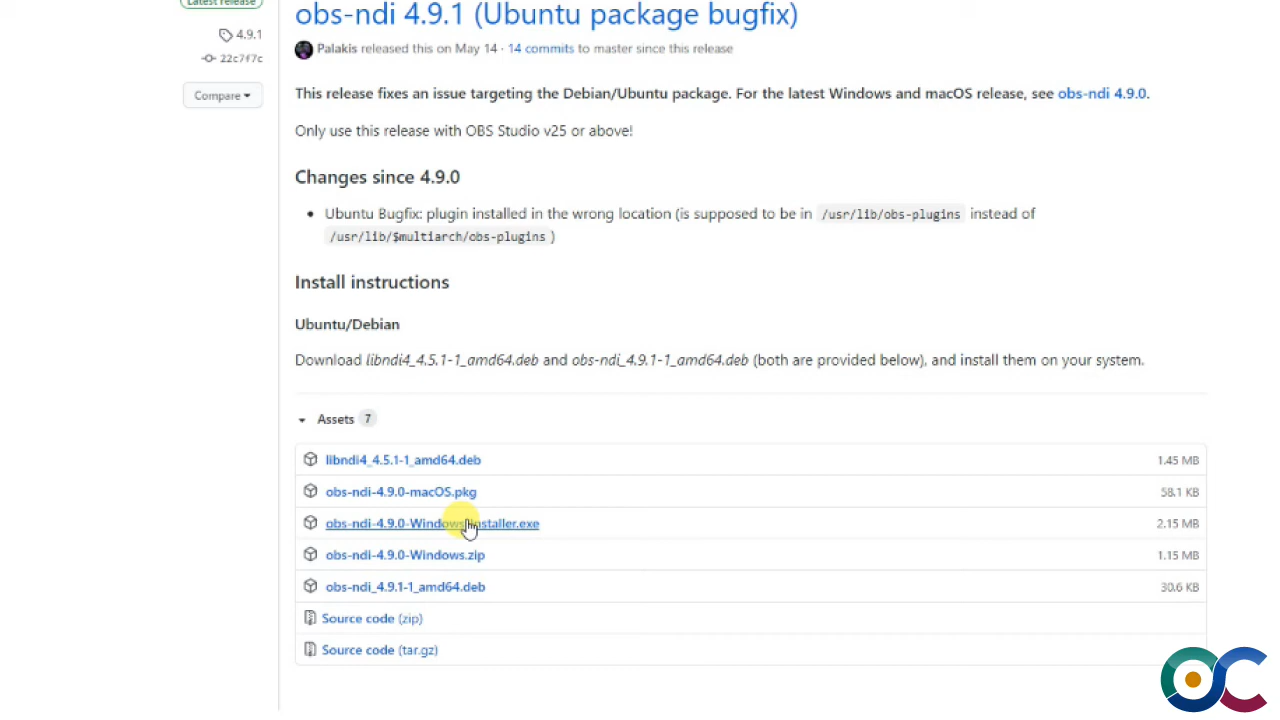 Latest release
obs-ndi 4.9.1 (Ubuntu package bugfix)
4.9.1
Palakis released this on May 14 · 14 commits to master since this release
22c7f7c
Compare
This release fixes an issue targeting the Debian/Ubuntu package. For the latest Windows and macOS release, see obs-ndi 4.9.0.
Only use this release with OBS Studio v25 or above!
Changes since 4.9.0
• Ubuntu Bugfix: plugin installed in the wrong location (is supposed to be in /usr/lib/obs-plugins instead of
/usr/lib/$multiarch/obs-plugins )
Install instructions
Ubuntu/Debian
Download libndi4_4.5.1-1_amd64.deb and obs-ndi_4.9.1-1_amd64.deb (both are provided below), and install them on your system.
Assets 7
libndi4_4.5.1-1_amd64.deb 1.45 MB
obs-ndi-4.9.0-macOS.pkg 58.1 KB
obs-ndi-4.9.0-Windows-Installer.exe 2.15 MB
obs-ndi-4.9.0-Windows.zip 1.15 MB
obs-ndi_4.9.1-1_amd64.deb 30.6 KB
Source code (zip)
Source code (tar.gz)
OC